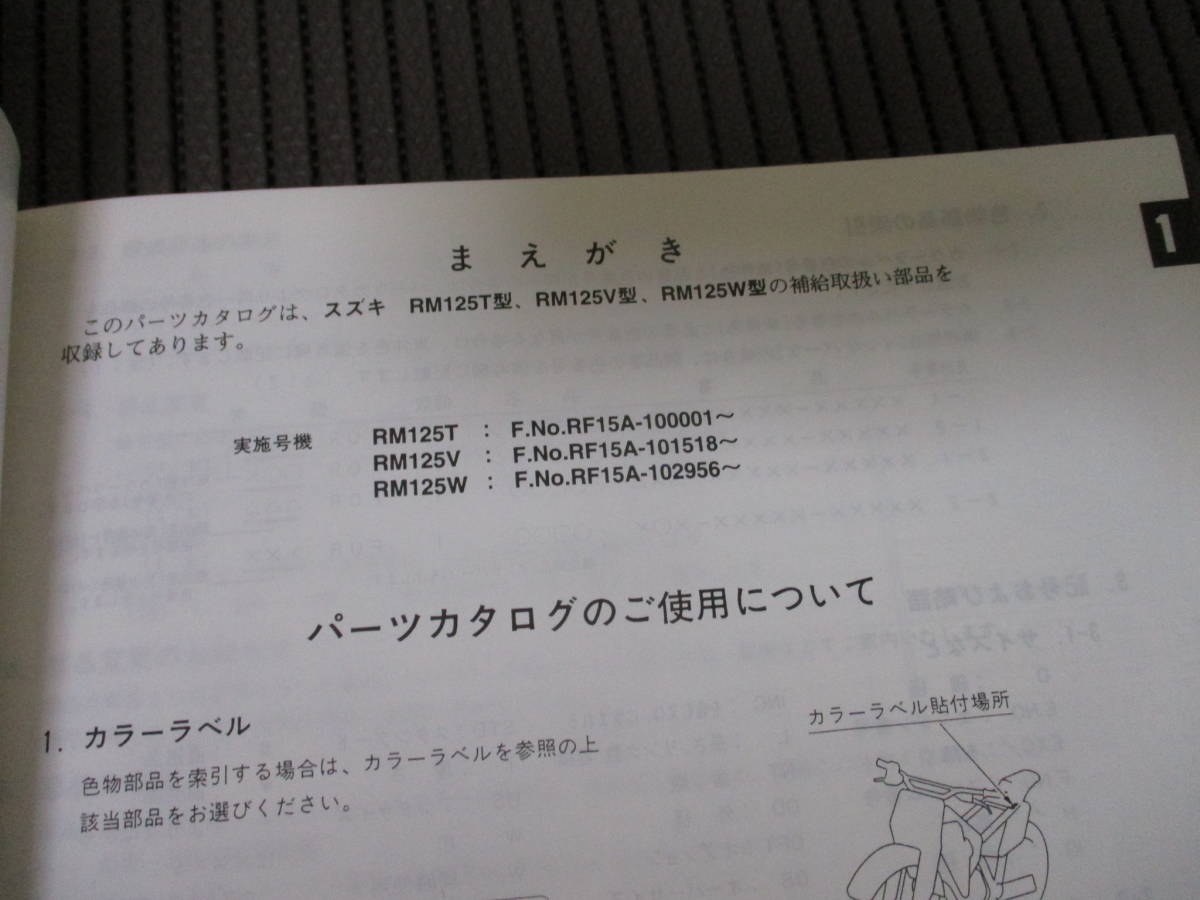 1
まえがき
このパーツカタログは、スズキ RM125T型、RM125V型、RM125W型の補給取扱い部品を
収録してあります。
実施号機 RM125T : F.No.RF15A-100001～
RM125V : F.No.RF15A-101518～
RM125W : F.No.RF15A-102956～
パーツカタログのご使用について
1. カラーラベル
色物部品を索引する場合は、カラーラベルを参照の上
該当部品をお選びください。
カラーラベル貼付場所